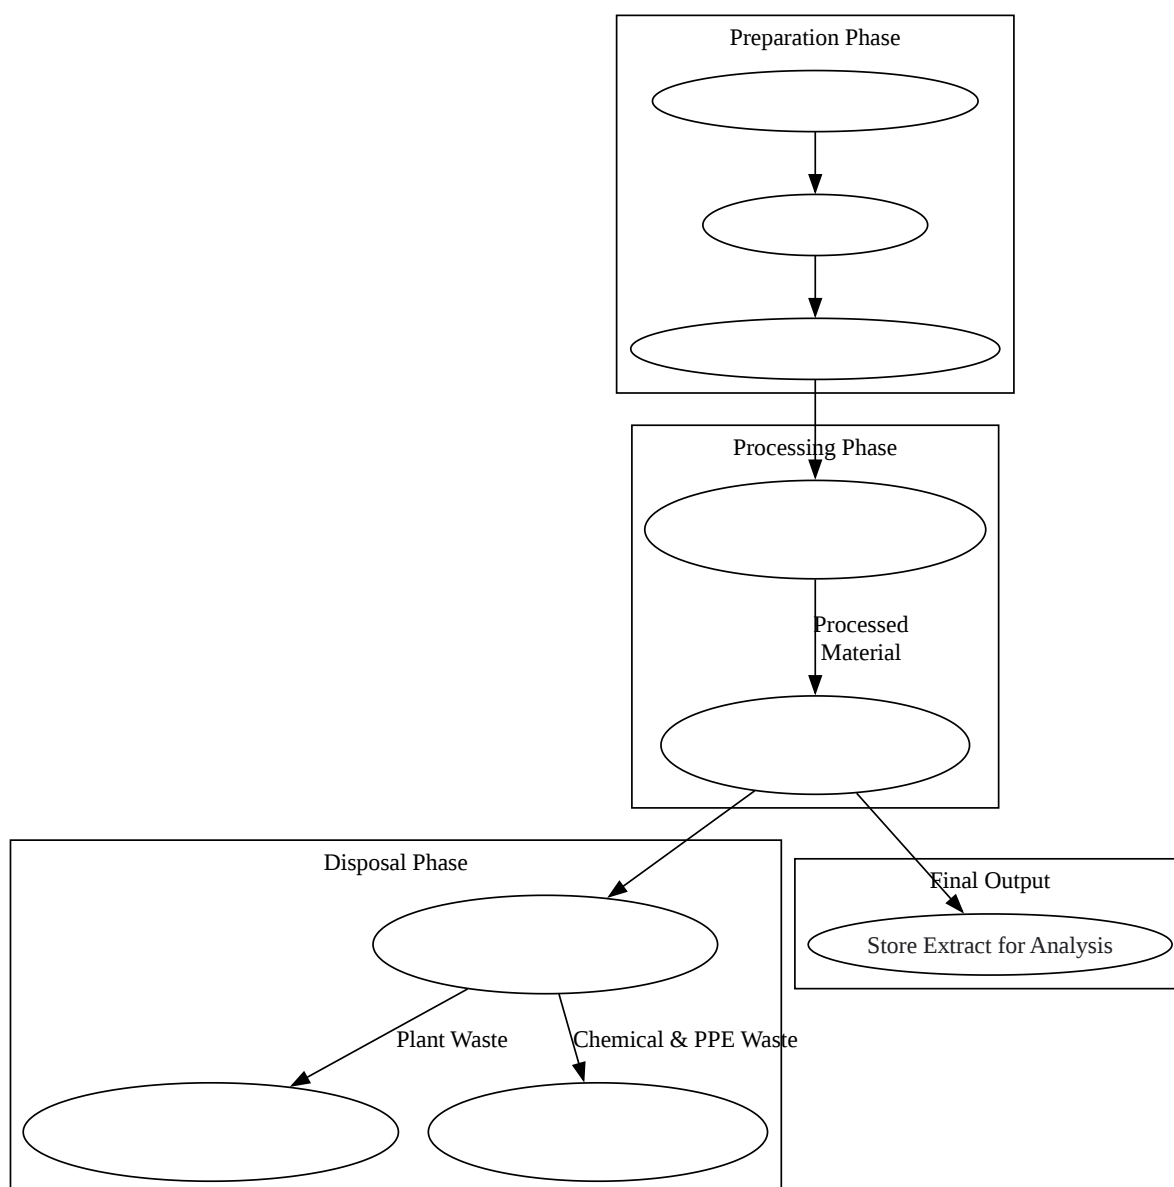 Preparation Phase
Processing Phase
Processed
Material
Disposal Phase
Final Output
Store Extract for Analysis
Plant Waste
Chemical & PPE Waste